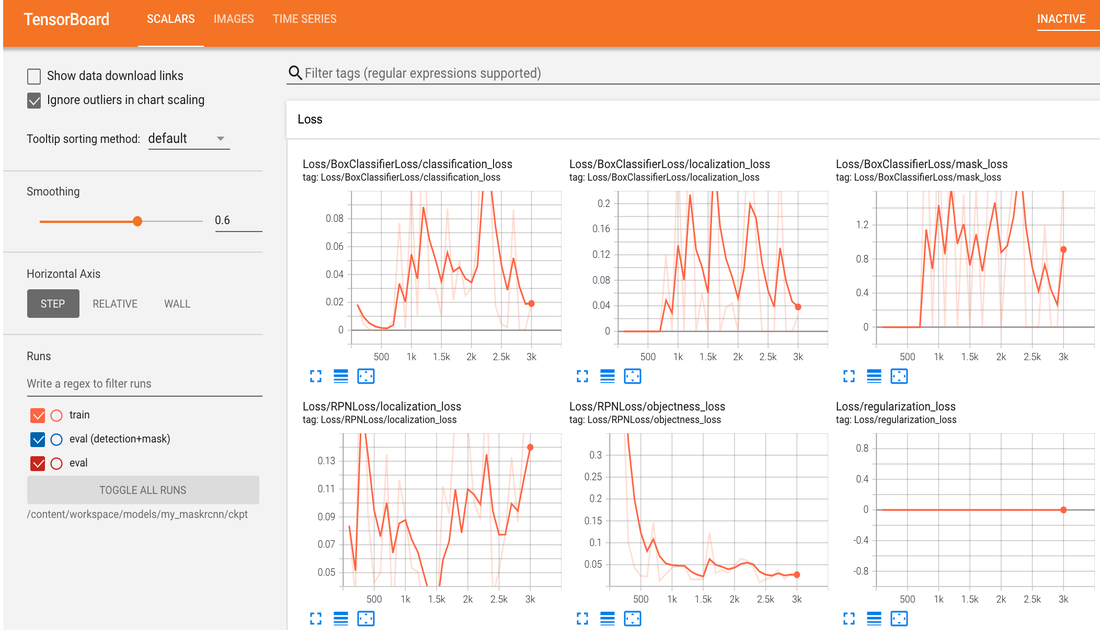 TensorBoard SCALARS IMAGES TIME SERIES INACTIVE
Show data download links
Ignore outliers in chart scaling
Tooltip sorting method: default
Smoothing
0.6
Horizontal Axis
STEP RELATIVE WALL
Runs
Write a regex to filter runs
train
eval (detection+mask)
eval
TOGGLE ALL RUNS
/content/workspace/models/my_maskrcnn/ckpt
Filter tags (regular expressions supported)
Loss
Loss/BoxClassifierLoss/classification_loss
tag: Loss/BoxClassifierLoss/classification_loss
0.08
0.06
0.04
0.02
0
500 1k 1.5k 2k 2.5k 3k
Loss/BoxClassifierLoss/localization_loss
tag: Loss/BoxClassifierLoss/localization_loss
0.2
0.16
0.12
0.08
0.04
0
500 1k 1.5k 2k 2.5k 3k
Loss/BoxClassifierLoss/mask_loss
tag: Loss/BoxClassifierLoss/mask_loss
1.2
0.8
0.4
0
500 1k 1.5k 2k 2.5k 3k
Loss/RPNLoss/localization_loss
tag: Loss/RPNLoss/localization_loss
0.13
0.11
0.09
0.07
0.05
500 1k 1.5k 2k 2.5k 3k
Loss/RPNLoss/objectness_loss
tag: Loss/RPNLoss/objectness_loss
0.3
0.25
0.2
0.15
0.1
0.05
500 1k 1.5k 2k 2.5k 3k
Loss/regularization_loss
tag: Loss/regularization_loss
0.8
0.4
0
-0.4
-0.8
500 1k 1.5k 2k 2.5k 3k